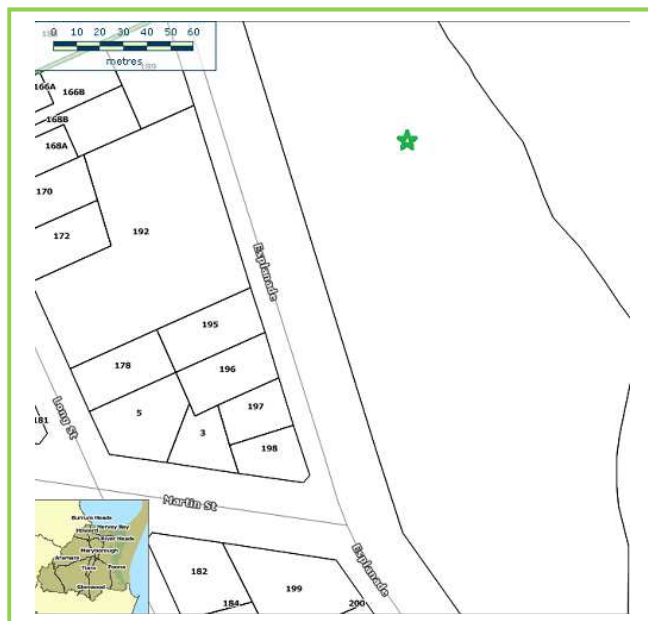 0 10 20 30 40 50 60
metres
189
166A
166B
168B
168A
170
172
192
Esplanade
195
178
196
5
197
3
181
198
Long St
Martin St
Burrum Heads
Hervey Bay
Howard
River Heads
Maryborough
Aramara
Tiaro
Poona
Glenwood
Esplanade
182
199
184
200